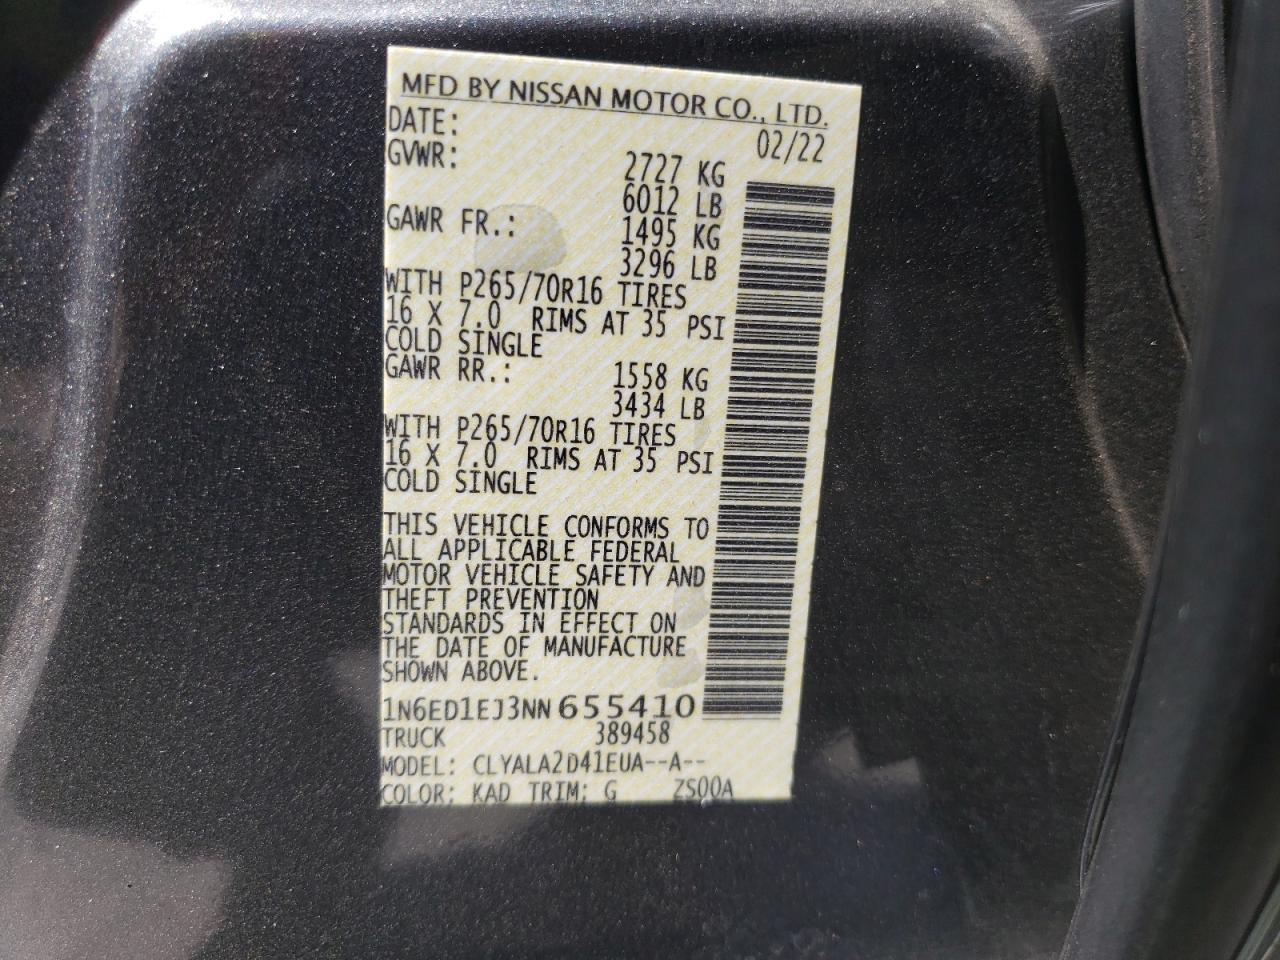 MFD BY NISSAN MOTOR CO., LTD.
DATE: 02/22
GVWR: 2727 KG
6012 LB
GAWR FR.: 1495 KG
3296 LB
WITH P265/70R16 TIRES
16 X 7.0 RIMS AT 35 PSI
COLD SINGLE
GAWR RR.: 1558 KG
3434 LB
WITH P265/70R16 TIRES
16 X 7.0 RIMS AT 35 PSI
COLD SINGLE
THIS VEHICLE CONFORMS TO
ALL APPLICABLE FEDERAL
MOTOR VEHICLE SAFETY AND
THEFT PREVENTION
STANDARDS IN EFFECT ON
THE DATE OF MANUFACTURE
SHOWN ABOVE.
1N6ED1EJ3NN655410
TRUCK 389458
MODEL: CLYALA2D41EUA--A--
COLOR: KAD TRIM: G ZS00A